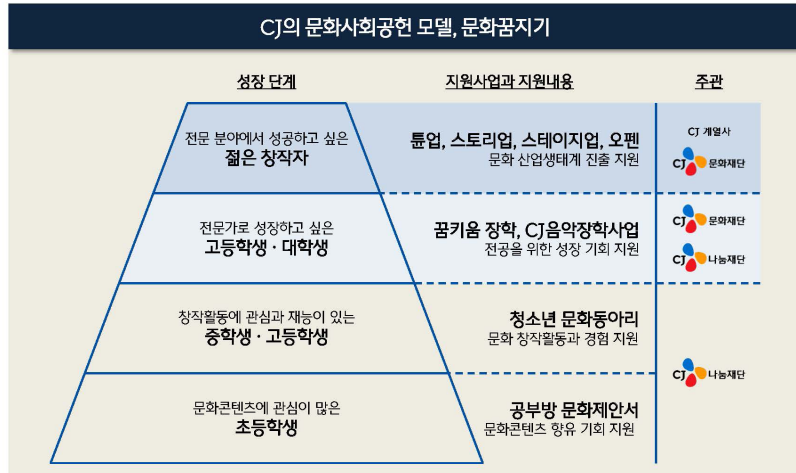 CJ의 문화사회공헌 모델, 문화꿈지기
성장 단계
지원사업과 지원내용
주관
전문 분야에서 성공하고 싶은
젊은 창작자
튠업, 스토리업, 스테이지업, 오펜
문화 산업생태계 진출 지원
CJ 계열사
CJ 문화재단
전문가로 성장하고 싶은
고등학생 · 대학생
꿈키움 장학, CJ음악장학사업
전공을 위한 성장 기회 지원
CJ 문화재단
CJ 나눔재단
창작활동에 관심과 재능이 있는
중학생 · 고등학생
청소년 문화동아리
문화 창작활동과 경험 지원
CJ 나눔재단
문화콘텐츠에 관심이 많은
초등학생
공부방 문화제안서
문화콘텐츠 향유 기회 지원